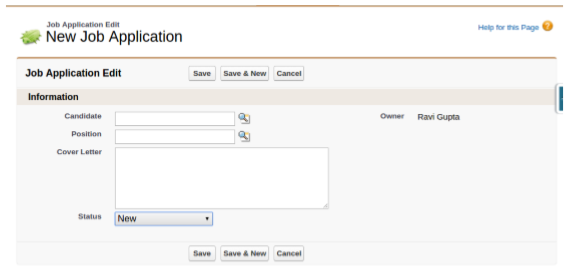 Job Application Edit
New Job Application
Help for this Page
Job Application Edit Save Save & New Cancel
Information
Candidate Owner Ravi Gupta
Position
Cover Letter
Status New
Save Save & New Cancel